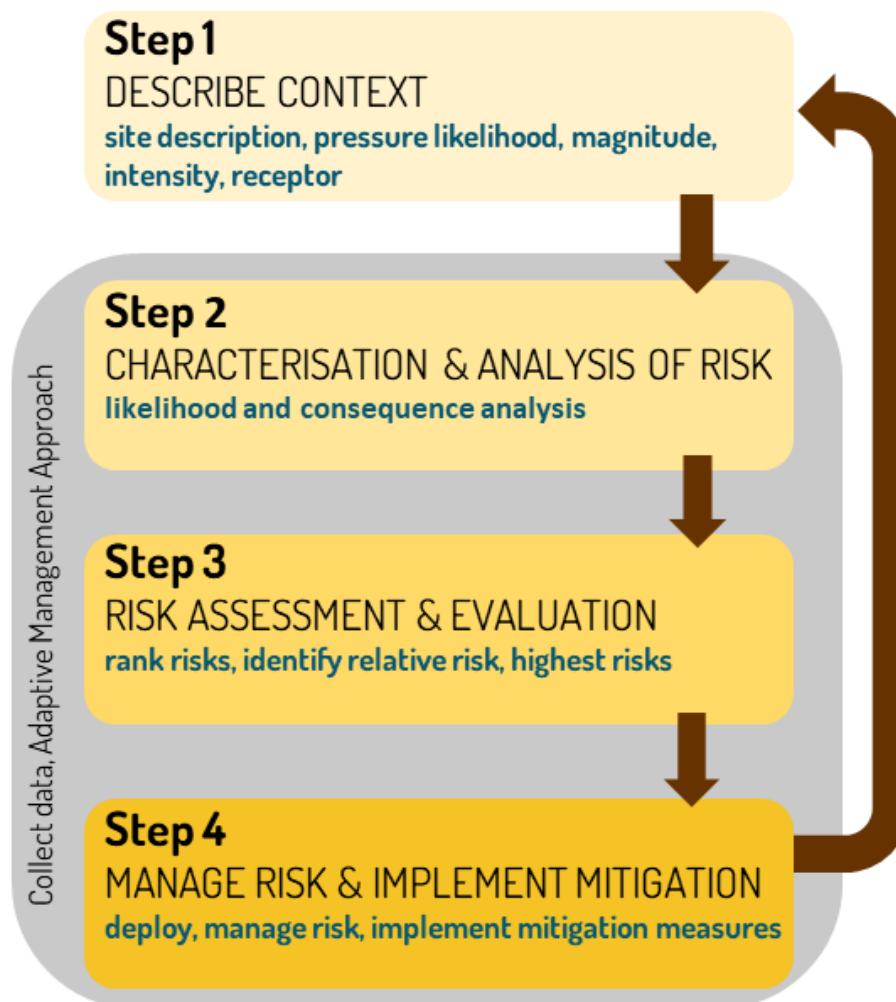 Step 1
DESCRIBE CONTEXT
site description, pressure likelihood, magnitude,
intensity, receptor
Step 2
CHARACTERISATION & ANALYSIS OF RISK
likelihood and consequence analysis
Step 3
RISK ASSESSMENT & EVALUATION
rank risks, identify relative risk, highest risks
Step 4
MANAGE RISK & IMPLEMENT MITIGATION
deploy, manage risk, implement mitigation measures
Collect data, Adaptive Management Approach